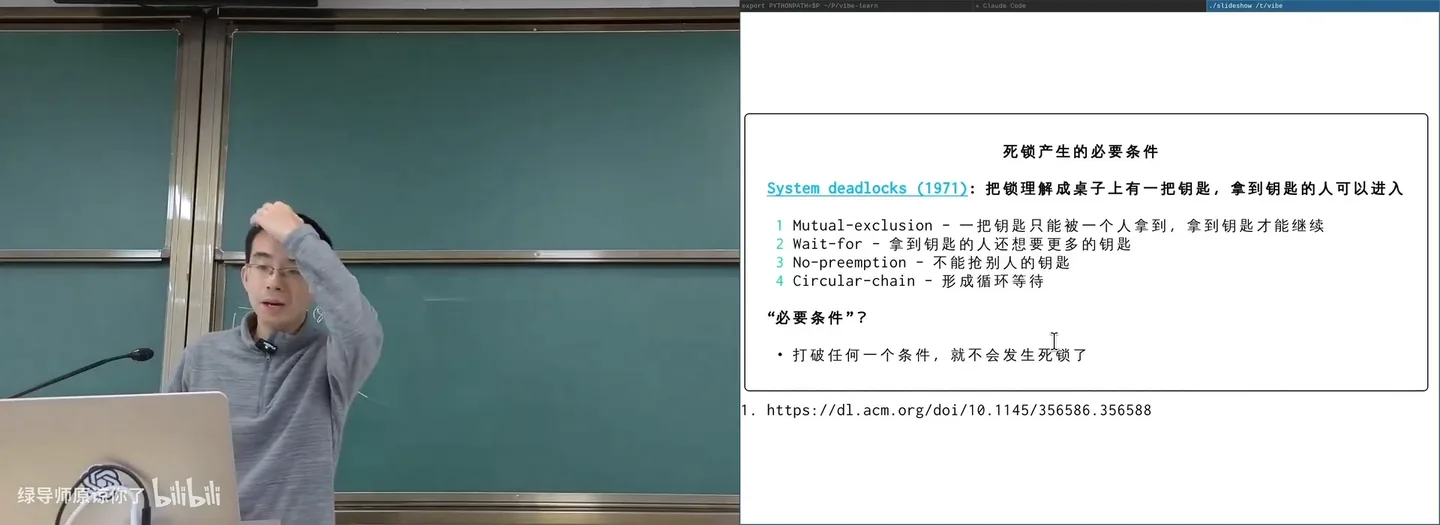 export PYTHONPATH=$P ~/P/vibe-learn
Claude Code
./slideshow /t/vibe
死锁产生的必要条件
System deadlocks (1971): 把锁理解成桌子上有一把钥匙，拿到钥匙的人可以进入
1 Mutual-exclusion - 一把钥匙只能被一个人拿到，拿到钥匙才能继续
2 Wait-for - 拿到钥匙的人还想要更多的钥匙
3 No-preemption - 不能抢别人的钥匙
4 Circular-chain - 形成循环等待
“必要条件”？
• 打破任何一个条件，就不会发生死锁了
1. https://dl.acm.org/doi/10.1145/356586.356588
绿导师原谅你了 bilibili